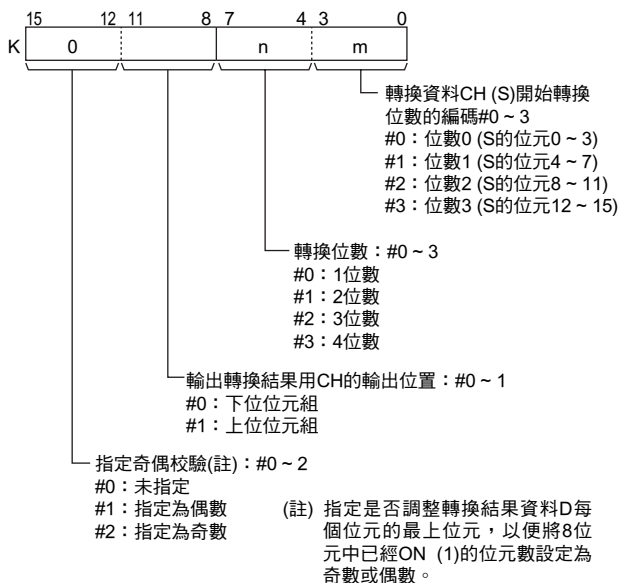 15 12 11 8 7 4 3 0
K 0 n m
轉換資料CH (S)開始轉換
位數的編碼#0 ~ 3
#0：位數0 (S的位元0 ~ 3)
#1：位數1 (S的位元4 ~ 7)
#2：位數2 (S的位元8 ~ 11)
#3：位數3 (S的位元12 ~ 15)
轉換位數：#0 ~ 3
#0：1位數
#1：2位數
#2：3位數
#3：4位數
輸出轉換結果用CH的輸出位置：#0 ~ 1
#0：下位位元組
#1：上位位元組
指定奇偶校驗(註)：#0 ~ 2
#0：未指定
#1：指定為偶數
#2：指定為奇數
(註) 指定是否調整轉換結果資料D每
個位元的最上位元，以便將8位
元中已經ON (1)的位元數設定為
奇數或偶數。